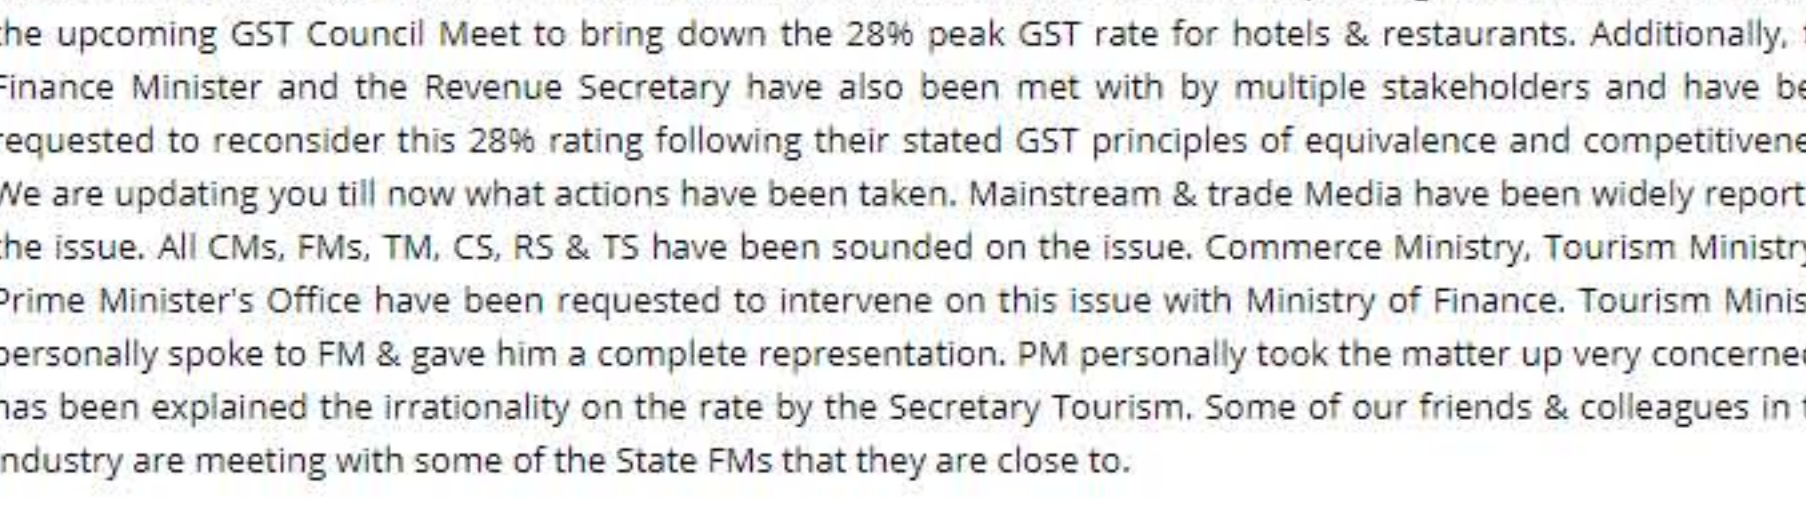 the upcoming GST Council Meet to bring down the 28% peak GST rate for hotels & restaurants. Additionally,
Finance Minister and the Revenue Secretary have also been met with by multiple stakeholders and have be
requested to reconsider this 28% rating following their stated GST principles of equivalence and competitivene
We are updating you till now what actions have been taken. Mainstream & trade Media have been widely report
the issue. All CMs, FMs, TM, CS, RS & TS have been sounded on the issue. Commerce Ministry, Tourism Ministry
Prime Minister's Office have been requested to intervene on this issue with Ministry of Finance. Tourism Minis
personally spoke to FM & gave him a complete representation. PM personally took the matter up very concerned
has been explained the irrationality on the rate by the Secretary Tourism. Some of our friends & colleagues in
industry are meeting with some of the State FMs that they are close to.